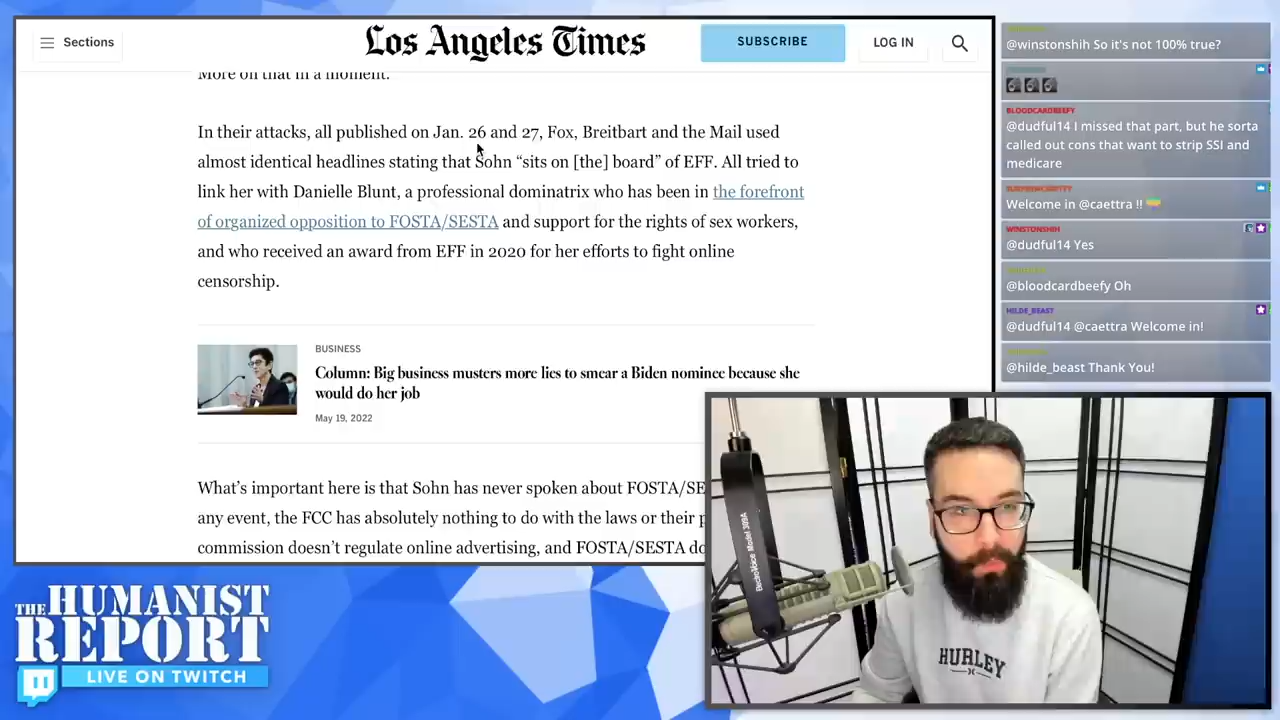 Sections
Los Angeles Times
SUBSCRIBE
LOG IN
More on that in a moment.
In their attacks, all published on Jan. 26 and 27, Fox, Breitbart and the Mail used
almost identical headlines stating that Sohn “sits on [the] board” of EFF. All tried to
link her with Danielle Blunt, a professional dominatrix who has been in the forefront
of organized opposition to FOSTA/SESTA and support for the rights of sex workers,
and who received an award from EFF in 2020 for her efforts to fight online
censorship.
BUSINESS
Column: Big business musters more lies to smear a Biden nominee because she
would do her job
May 19, 2022
What’s important here is that Sohn has never spoken about FOSTA/SE
any event, the FCC has absolutely nothing to do with the laws or their p
commission doesn’t regulate online advertising, and FOSTA/SESTA do
@winstonshih So it's not 100% true?
BLOODCARDBEEFY
@dudful14 I missed that part, but he sorta
called out cons that want to strip SSI and
medicare
Welcome in @caettra !!
WINSTONSHIH
@dudful14 Yes
@bloodcardbeefy Oh
HILDE_BEAST
@dudful14 @caettra Welcome in!
@hilde_beast Thank You!
ElectroVoice Model 309A
HURLEY
THE HUMANIST
REPORT
LIVE ON TWITCH